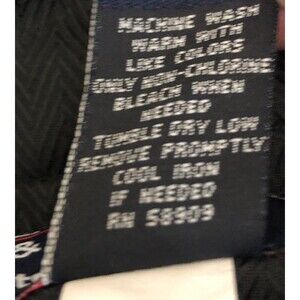 MACHINE WASH
WARM WITH
LIKE COLORS
ONLY NON-CHLORINE
BLEACH WHEN
NEEDED
TUMBLE DRY LOW
REMOVE PROMPTLY
COOL IRON
IF NEEDED
RN 58909
&